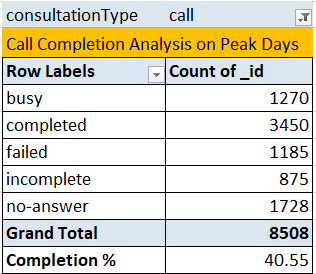 consultationType call
Call Completion Analysis on Peak Days
Row Labels Count of _id
busy 1270
completed 3450
failed 1185
incomplete 875
no-answer 1728
Grand Total 8508
Completion % 40.55